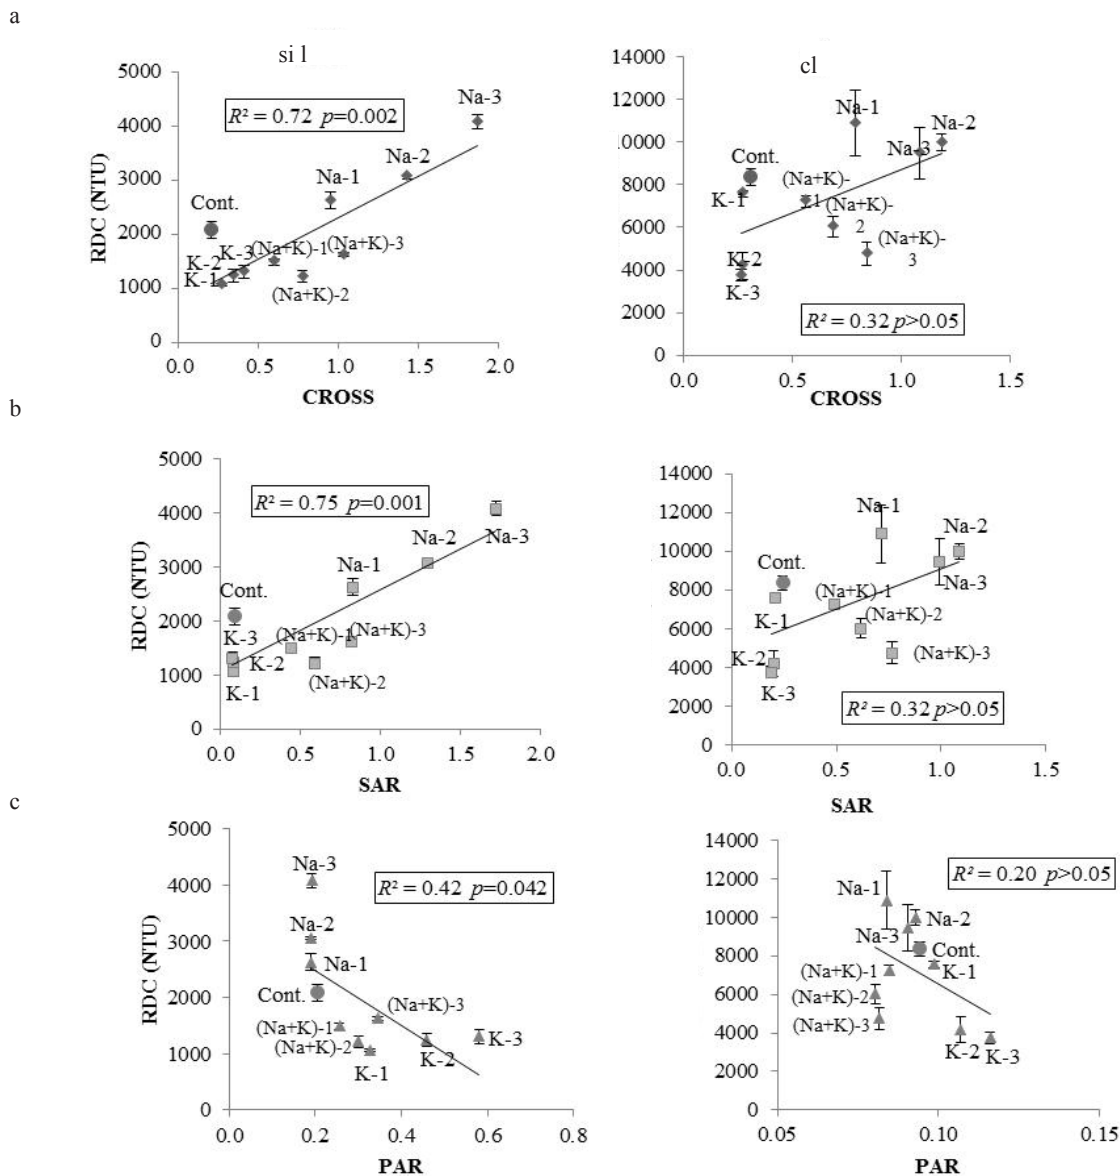 a
si l
5000
4000
3000
2000
1000
0
RDC (NTU)
R² = 0.72 p=0.002
Na-3
Na-2
Na-1
Cont.
K-2
K-3
(Na+K)-1
(Na+K)-3
K-1
(Na+K)-2
0.0 0.5 1.0 1.5 2.0
CROSS
cl
14000
12000
10000
8000
6000
4000
2000
0
Na-1
Na-2
Na-3
Cont.
(Na+K)-
1
K-1
(Na+K)-
2
(Na+K)-
3
K-2
K-3
R² = 0.32 p>0.05
0.0 0.5 1.0 1.5
CROSS
b
5000
4000
3000
2000
1000
0
RDC (NTU)
R² = 0.75 p=0.001
Na-3
Na-2
Na-1
Cont.
K-3
(Na+K)-1
(Na+K)-3
K-2
K-1
(Na+K)-2
0.0 0.5 1.0 1.5 2.0
SAR
14000
12000
10000
8000
6000
4000
2000
0
Na-1
Na-2
Cont.
Na-3
(Na+K)-1
K-1
(Na+K)-2
K-2
(Na+K)-3
K-3
R² = 0.32 p>0.05
0.0 0.5 1.0 1.5
SAR
c
5000
4000
3000
2000
1000
0
RDC (NTU)
Na-3
R² = 0.42 p=0.042
Na-2
Na-1
Cont.
(Na+K)-3
(Na+K)-1
(Na+K)-2
K-3
K-2
K-1
0.0 0.2 0.4 0.6 0.8
PAR
14000
12000
10000
8000
6000
4000
2000
0
R² = 0.20 p>0.05
Na-1
Na-2
Na-3
Cont.
(Na+K)-1
K-1
(Na+K)-2
(Na+K)-3
K-2
K-3
0.05 0.10 0.15
PAR